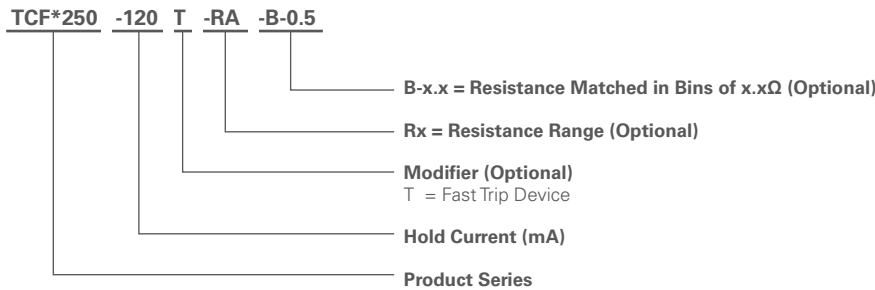 TCF*250 -120 T -RA -B-0.5
B-x.x = Resistance Matched in Bins of x.xΩ (Optional)
Rx = Resistance Range (Optional)
Modifier (Optional)
T = Fast Trip Device
Hold Current (mA)
Product Series